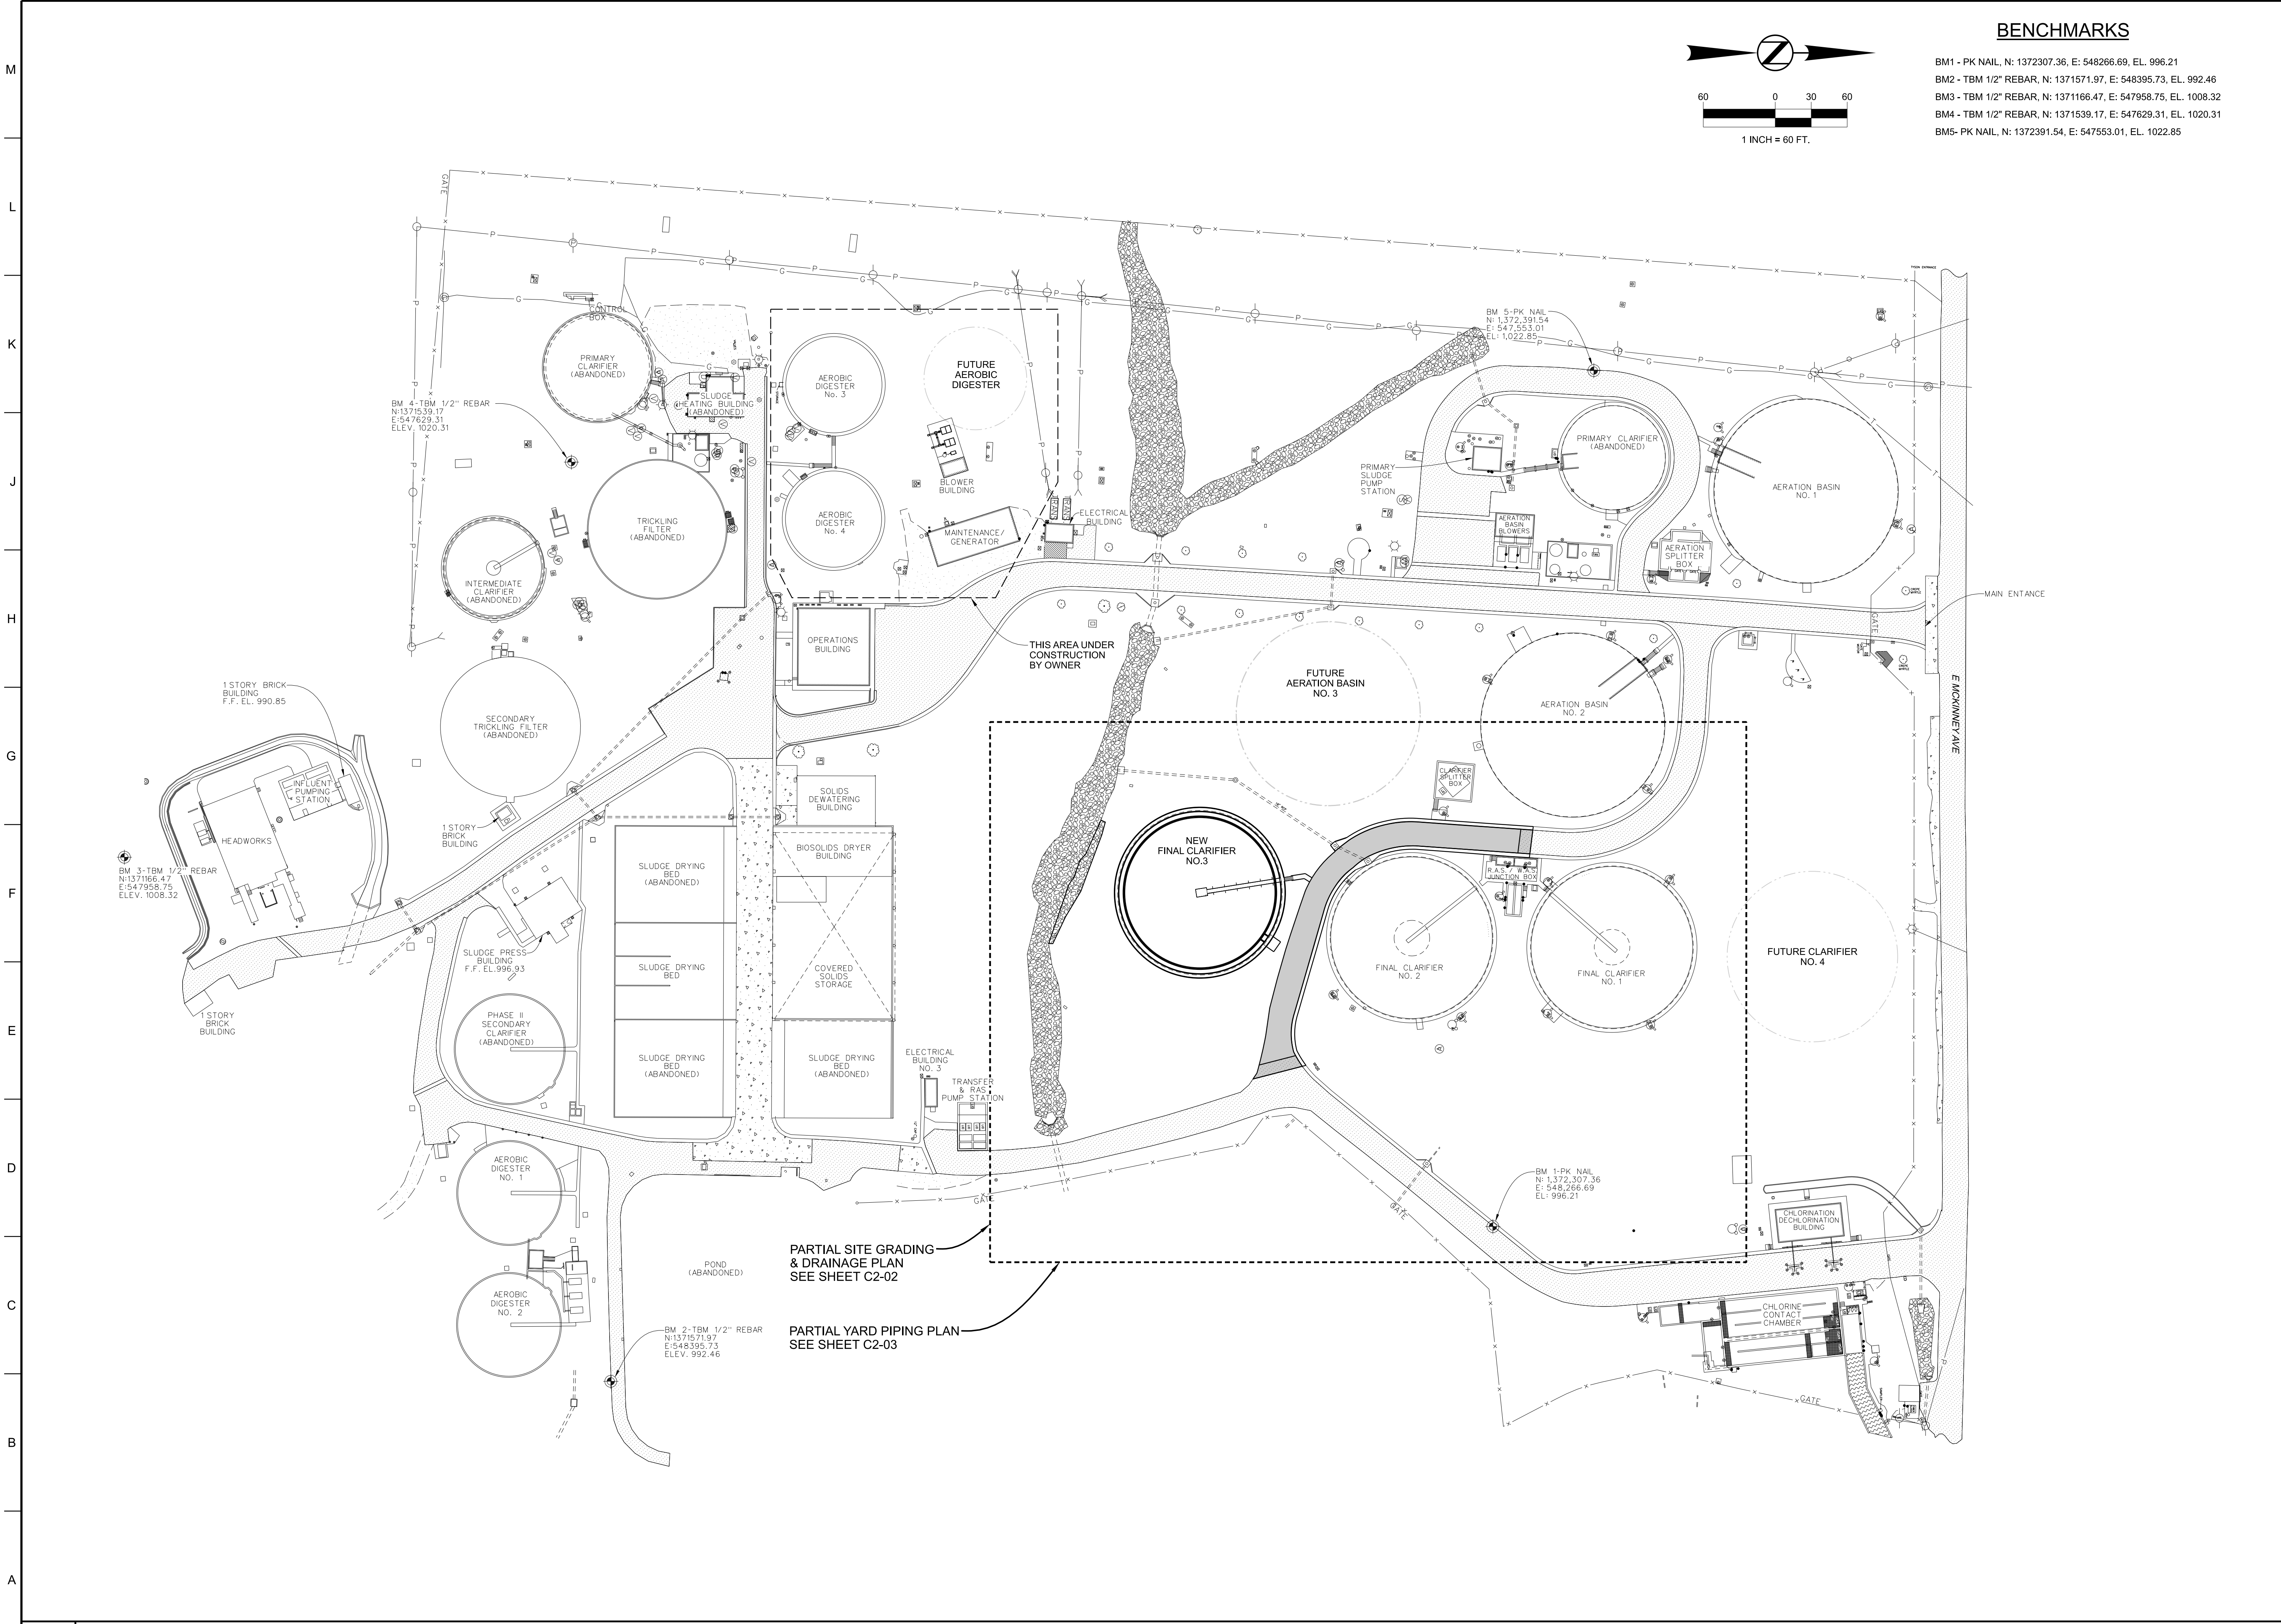 BENCHMARKS
BM1 - PK NAIL, N: 1372307.36, E: 548266.69, EL. 996.21
BM2 - TBM 1/2" REBAR, N: 1371571.97, E: 548395.73, EL. 992.46
BM3 - TBM 1/2" REBAR, N: 1371166.47, E: 547958.75, EL. 1008.32
BM4 - TBM 1/2" REBAR, N: 1371539.17, E: 547629.31, EL. 1020.31
BM5- PK NAIL, N: 1372391.54, E: 547553.01, EL. 1022.85
Z
60 0 30 60
1 INCH = 60 FT.
M
L
K
J
H
G
F
E
D
C
B
A
GATE
TYSON ENTRANCE
CONTROL
BOX
PRIMARY
CLARIFIER
(ABANDONED)
SLUDGE
HEATING BUILDING
(ABANDONED)
AEROBIC
DIGESTER
No. 3
FUTURE
AEROBIC
DIGESTER
BM 5-PK NAIL
N: 1,372,391.54
E: 547,553.01
EL: 1,022.85
BM 4-TBM 1/2" REBAR
N:1371539.17
E:547629.31
ELEV. 1020.31
PRIMARY CLARIFIER
(ABANDONED)
PRIMARY
SLUDGE
PUMP
STATION
AERATION BASIN
NO. 1
BLOWER
BUILDING
TRICKLING
FILTER
(ABANDONED)
AEROBIC
DIGESTER
No. 4
MAINTENANCE/
GENERATOR
ELECTRICAL
BUILDING
AERATION
BASIN
BLOWERS
AERATION
SPLITTER
BOX
INTERMEDIATE
CLARIFIER
(ABANDONED)
OPERATIONS
BUILDING
THIS AREA UNDER
CONSTRUCTION
BY OWNER
MAIN ENTANCE
GATE
FUTURE
AERATION BASIN
NO. 3
AERATION BASIN
NO. 2
E MCKINNEY AVE
1 STORY BRICK
BUILDING
F.F. EL. 990.85
SECONDARY
TRICKLING FILTER
(ABANDONED)
INFLUENT
PUMPING
STATION
HEADWORKS
1 STORY
BRICK
BUILDING
SOLIDS
DEWATERING
BUILDING
CLARIFIER
SPLITTER
BOX
BM 3-TBM 1/2" REBAR
N:1371166.47
E:547958.75
ELEV. 1008.32
SLUDGE DRYING
BED
(ABANDONED)
BIOSOLIDS DRYER
BUILDING
NEW
FINAL CLARIFIER
NO.3
R.A.S. / W.A.S.
JUNCTION BOX
SLUDGE PRESS
BUILDING
F.F. EL.996.93
SLUDGE DRYING
BED
COVERED
SOLIDS
STORAGE
FINAL CLARIFIER
NO. 2
FINAL CLARIFIER
NO. 1
FUTURE CLARIFIER
NO. 4
1 STORY
BRICK
BUILDING
PHASE II
SECONDARY
CLARIFIER
(ABANDONED)
SLUDGE DRYING
BED
(ABANDONED)
SLUDGE DRYING
BED
(ABANDONED)
ELECTRICAL
BUILDING
NO. 3
TRANSFER
& RAS
PUMP STATION
AEROBIC
DIGESTER
NO. 1
GATE
GATE
BM 1-PK NAIL
N: 1,372,307.36
E: 548,266.69
EL: 996.21
CHLORINATION
DECHLORINATION
BUILDING
POND
(ABANDONED)
PARTIAL SITE GRADING
& DRAINAGE PLAN
SEE SHEET C2-02
AEROBIC
DIGESTER
NO. 2
CHLORINE
CONTACT
CHAMBER
BM 2-TBM 1/2" REBAR
N:1371571.97
E:548395.73
ELEV. 992.46
PARTIAL YARD PIPING PLAN
SEE SHEET C2-03
GATE